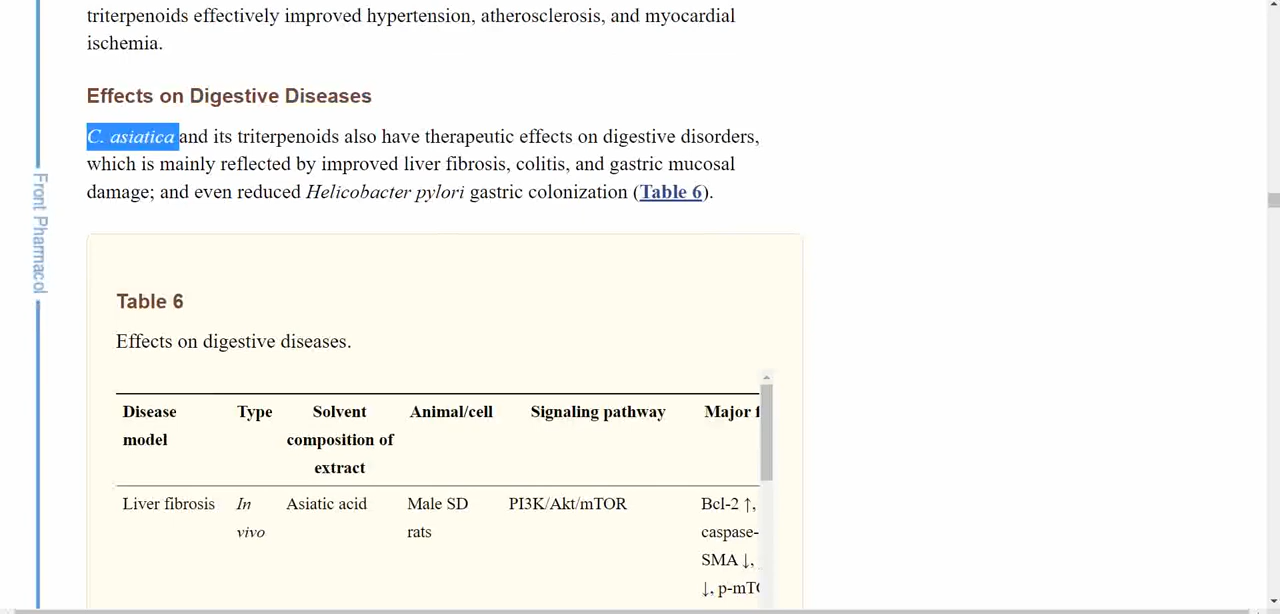 triterpenoids effectively improved hypertension, atherosclerosis, and myocardial
ischemia.
Effects on Digestive Diseases
C. asiatica and its triterpenoids also have therapeutic effects on digestive disorders,
which is mainly reflected by improved liver fibrosis, colitis, and gastric mucosal
damage; and even reduced Helicobacter pylori gastric colonization (Table 6).
Front Pharmacol
Table 6
Effects on digestive diseases.
Disease model
Type
Solvent composition of extract
Animal/cell
Signaling pathway
Major
Liver fibrosis
In vivo
Asiatic acid
Male SD rats
PI3K/Akt/mTOR
Bcl-2 ↑,
caspase-
SMA ↓,
↓, p-mT